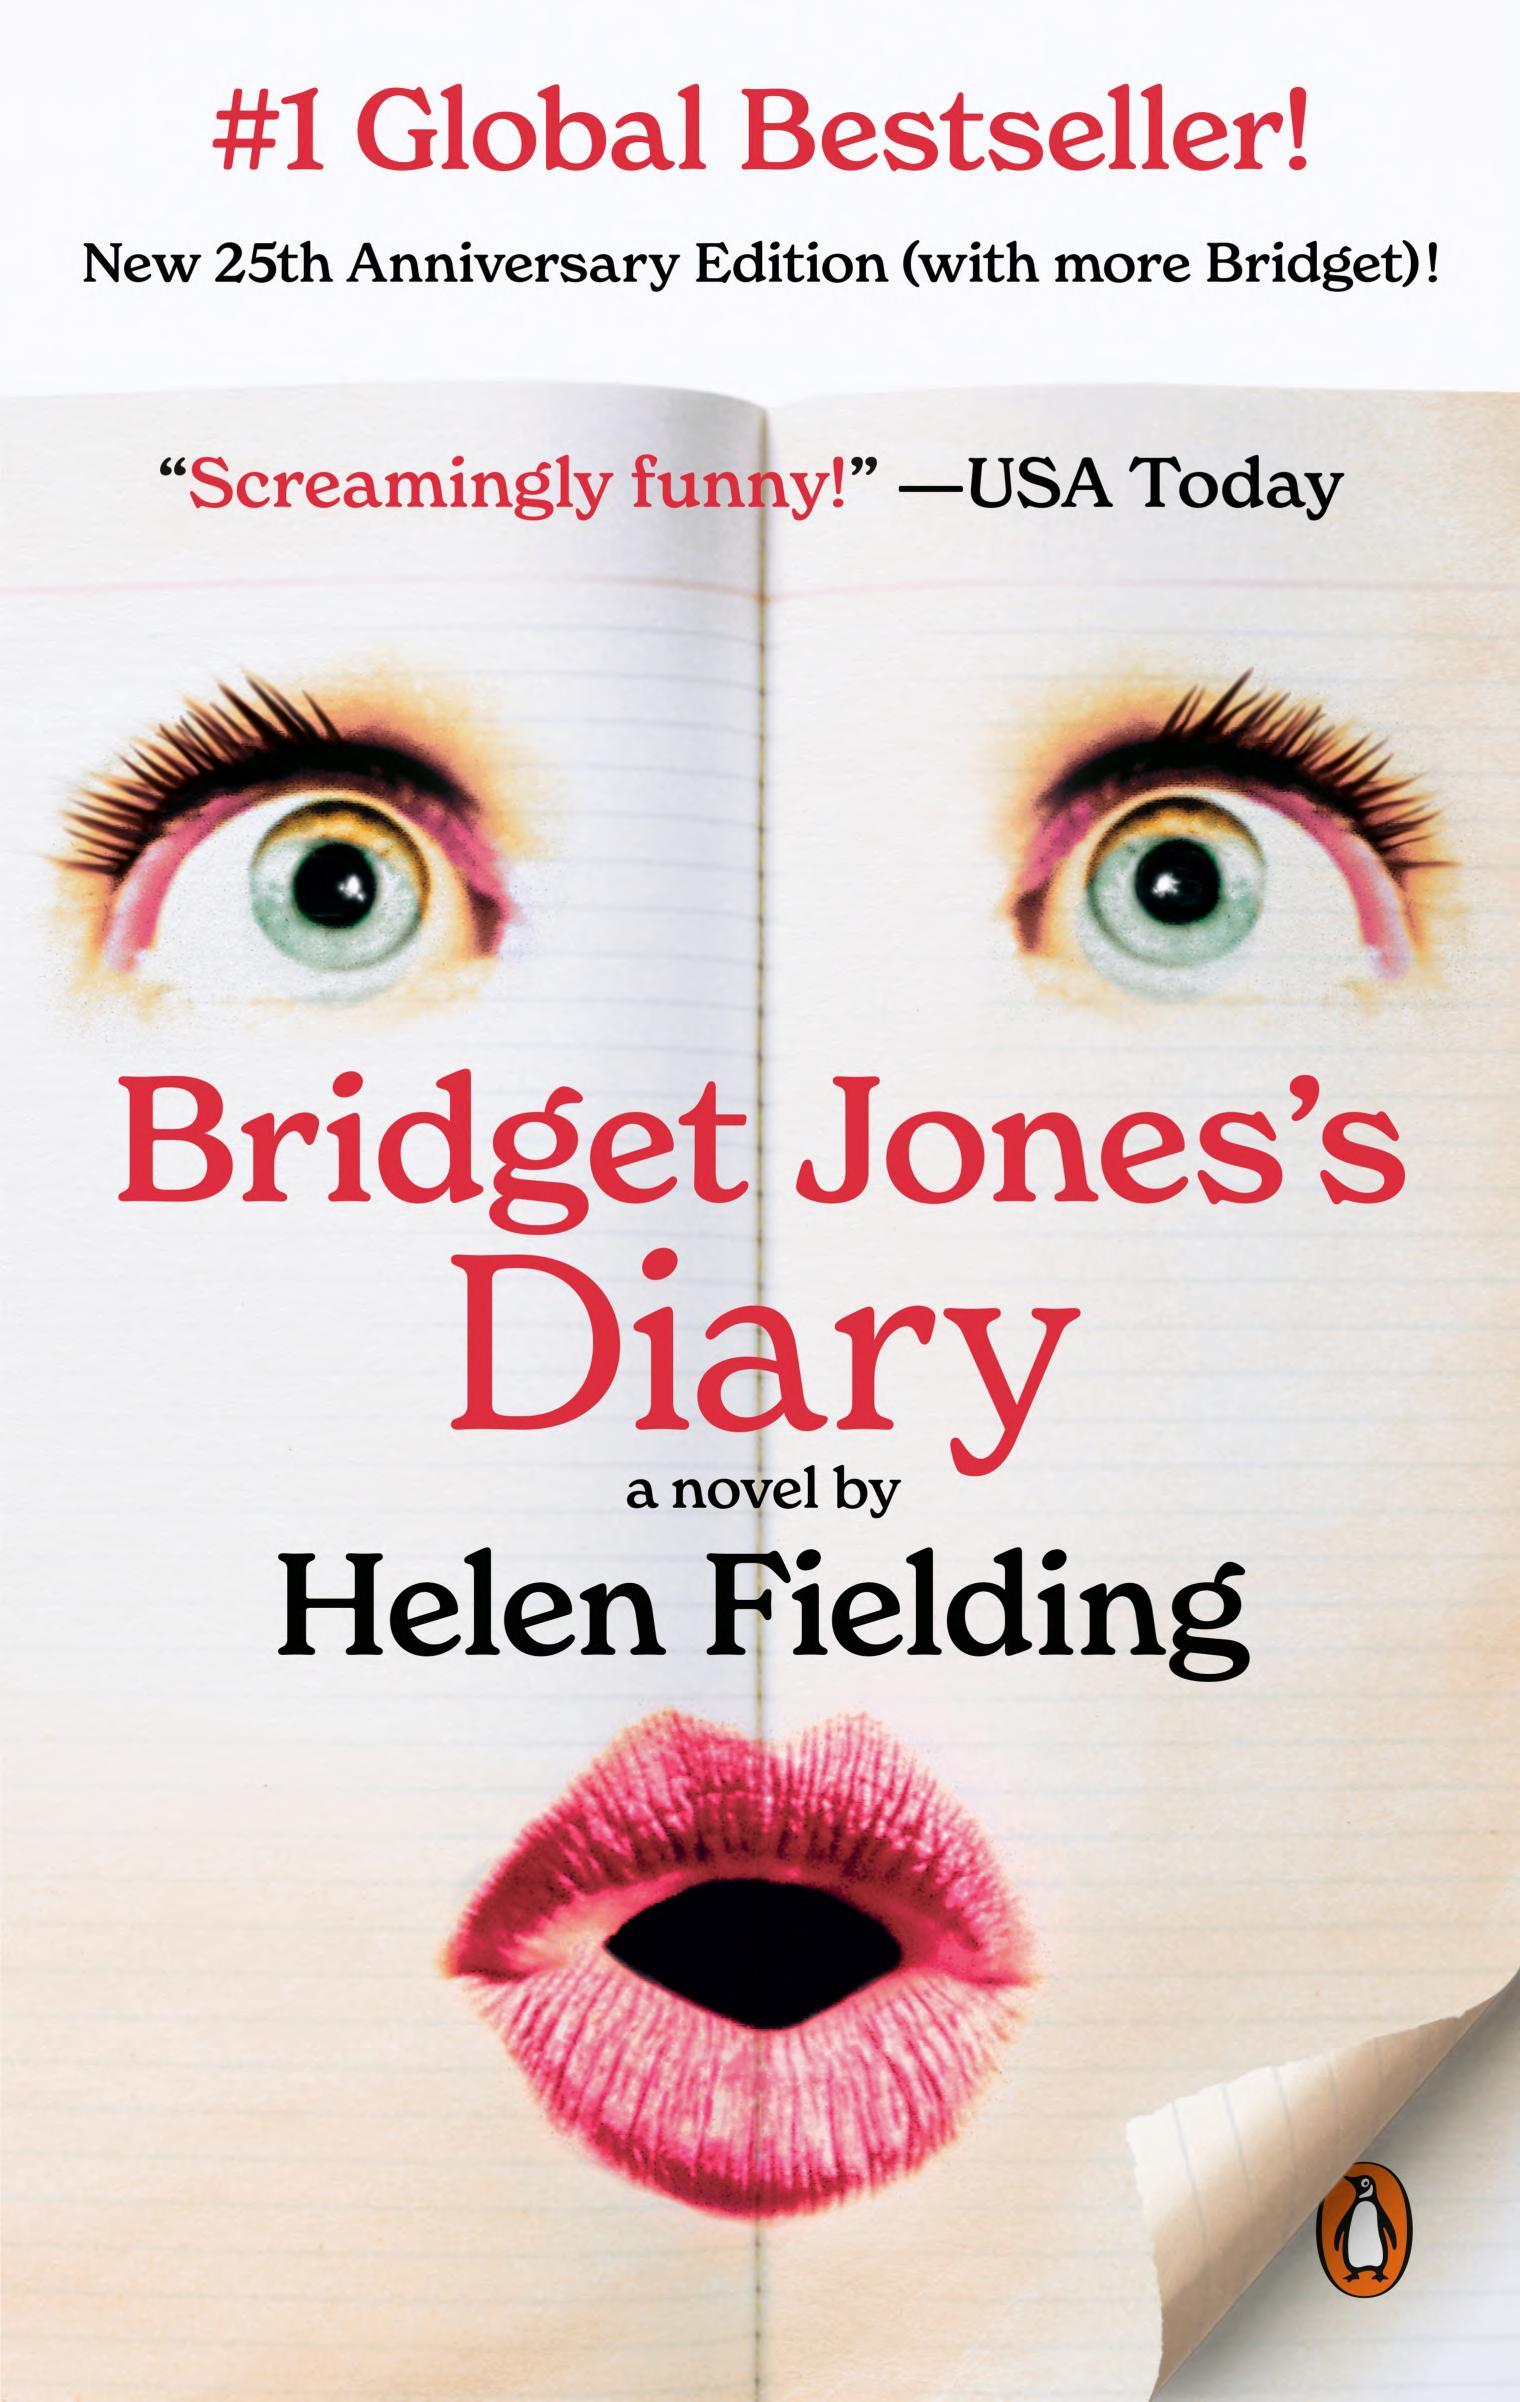 #1 Global Bestseller!
New 25th Anniversary Edition (with more Bridget)!
“Screamingly funny!” —USA Today
Bridget Jones’s
Diary
a novel by
Helen Fielding